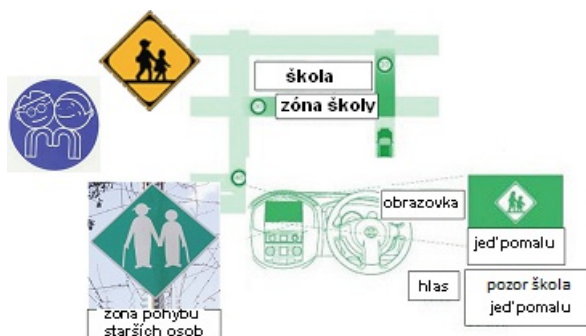 škola
zóna školy
obrazovka
jeď pomalu
hlas
pozor škola
jeď pomalu
zona pohybu
starších osob